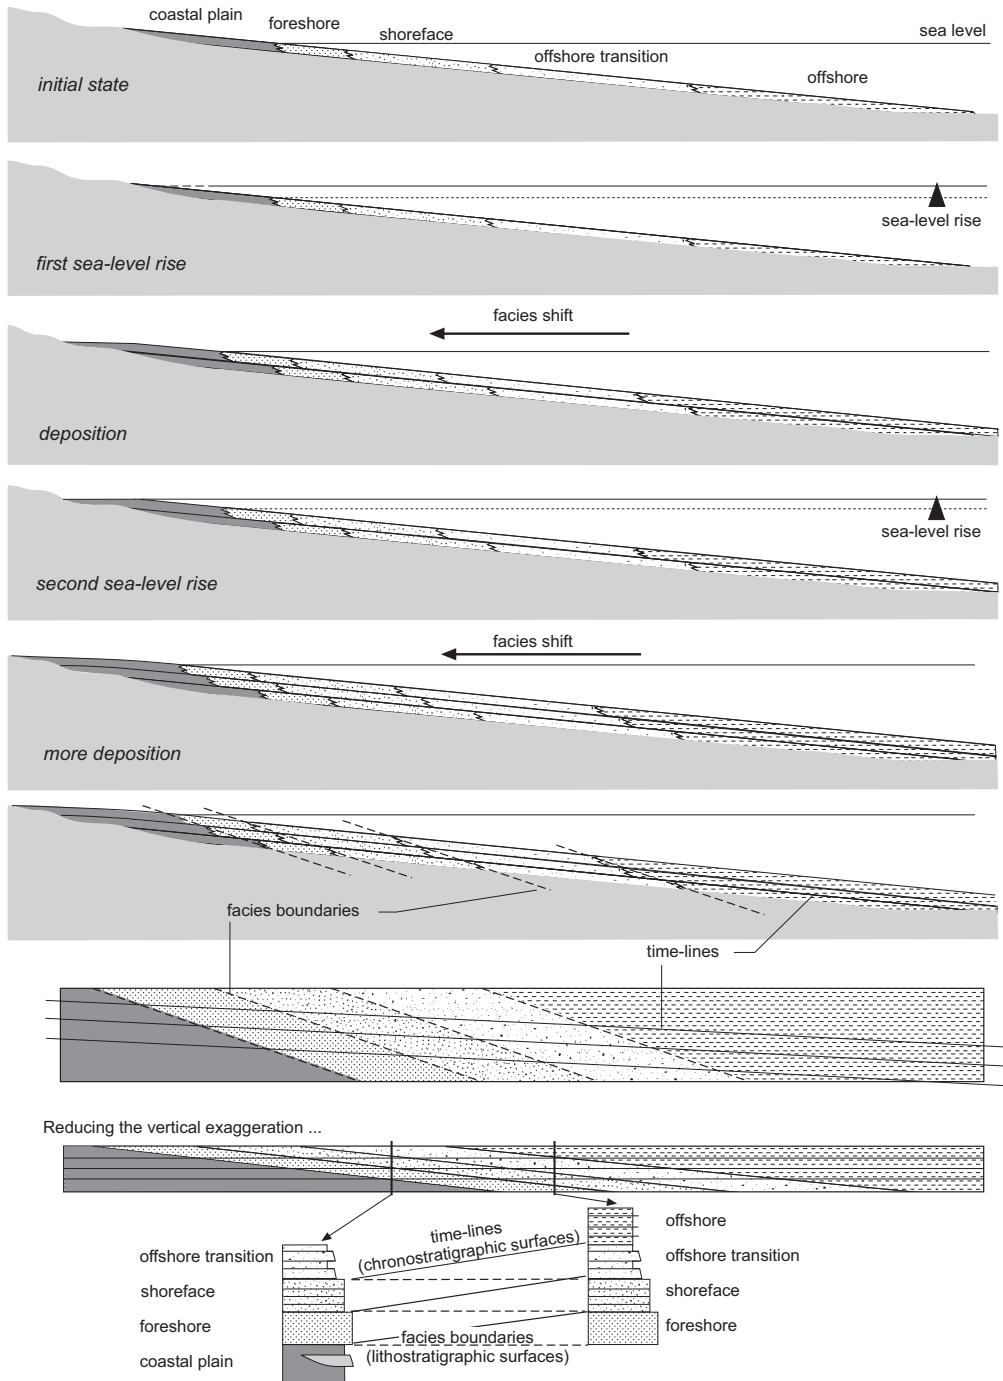 coastal plain
foreshore
shoreface
sea level
offshore transition
offshore
initial state
sea-level rise
first sea-level rise
facies shift
deposition
sea-level rise
second sea-level rise
facies shift
more deposition
facies boundaries
time-lines
Reducing the vertical exaggeration ...
offshore transition
shoreface
foreshore
coastal plain
time-lines
(chronostratigraphic surfaces)
facies boundaries
(lithostratigraphic surfaces)
offshore
offshore transition
shoreface
foreshore